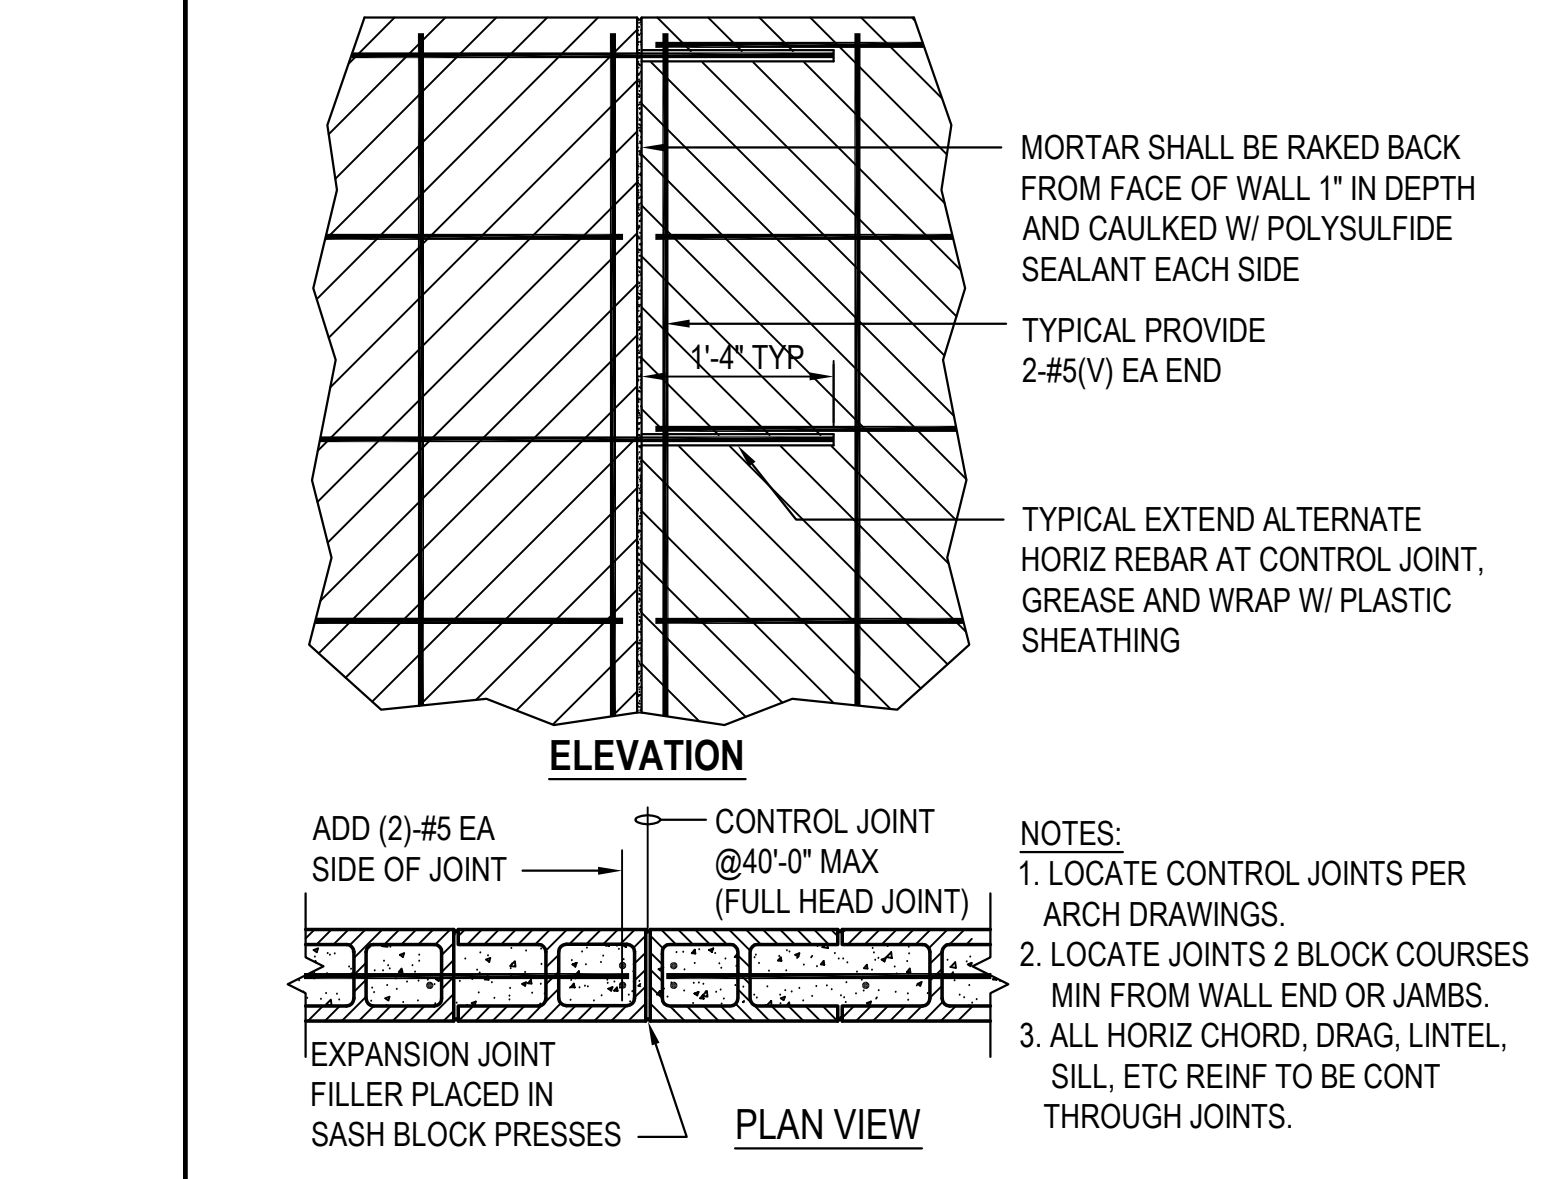 MORTAR SHALL BE RAKED BACK
FROM FACE OF WALL 1" IN DEPTH
AND CAULKED W/ POLYSULFIDE
SEALANT EACH SIDE
TYPICAL PROVIDE
2-#5(V) EA END
1'-4" TYP
TYPICAL EXTEND ALTERNATE
HORIZ REBAR AT CONTROL JOINT,
GREASE AND WRAP W/ PLASTIC
SHEATHING
ELEVATION
ADD (2)-#5 EA
SIDE OF JOINT
CONTROL JOINT
@40'-0" MAX
(FULL HEAD JOINT)
EXPANSION JOINT
FILLER PLACED IN
SASH BLOCK PRESSES
PLAN VIEW
NOTES:
1. LOCATE CONTROL JOINTS PER
ARCH DRAWINGS.
2. LOCATE JOINTS 2 BLOCK COURSES
MIN FROM WALL END OR JAMBS.
3. ALL HORIZ CHORD, DRAG, LINTEL,
SILL, ETC REINF TO BE CONT
THROUGH JOINTS.